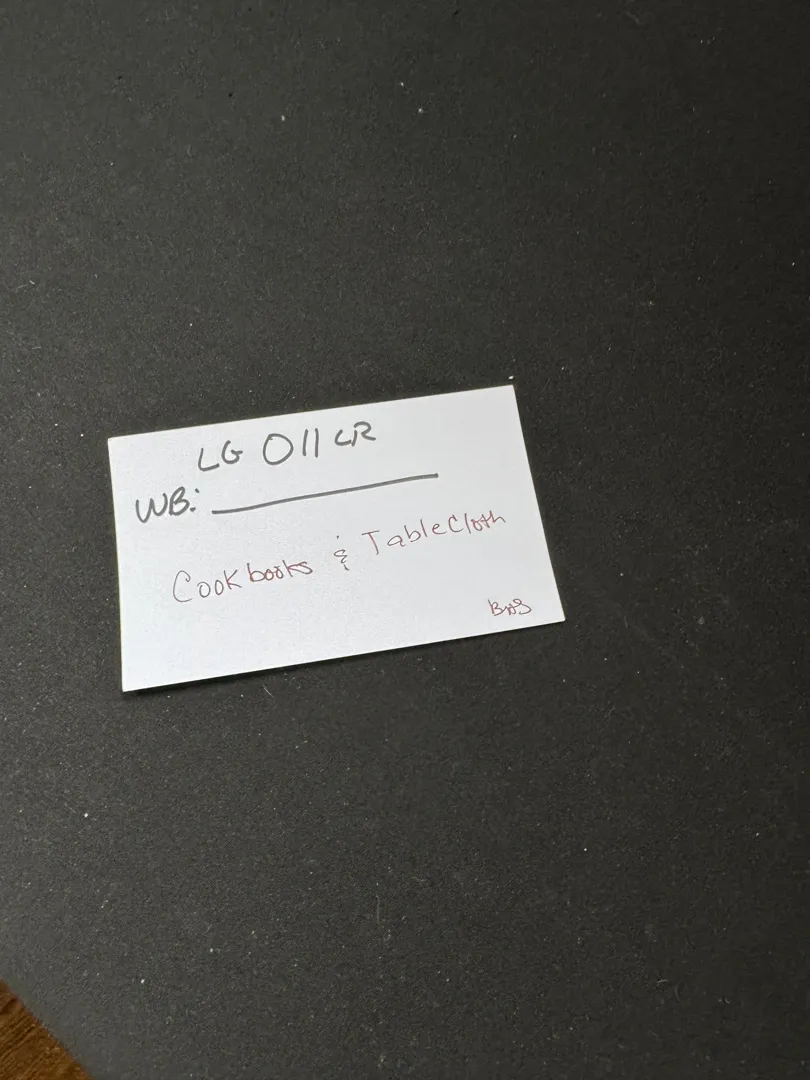 LG 011 CR
WB:
Cookbooks & TableCloth